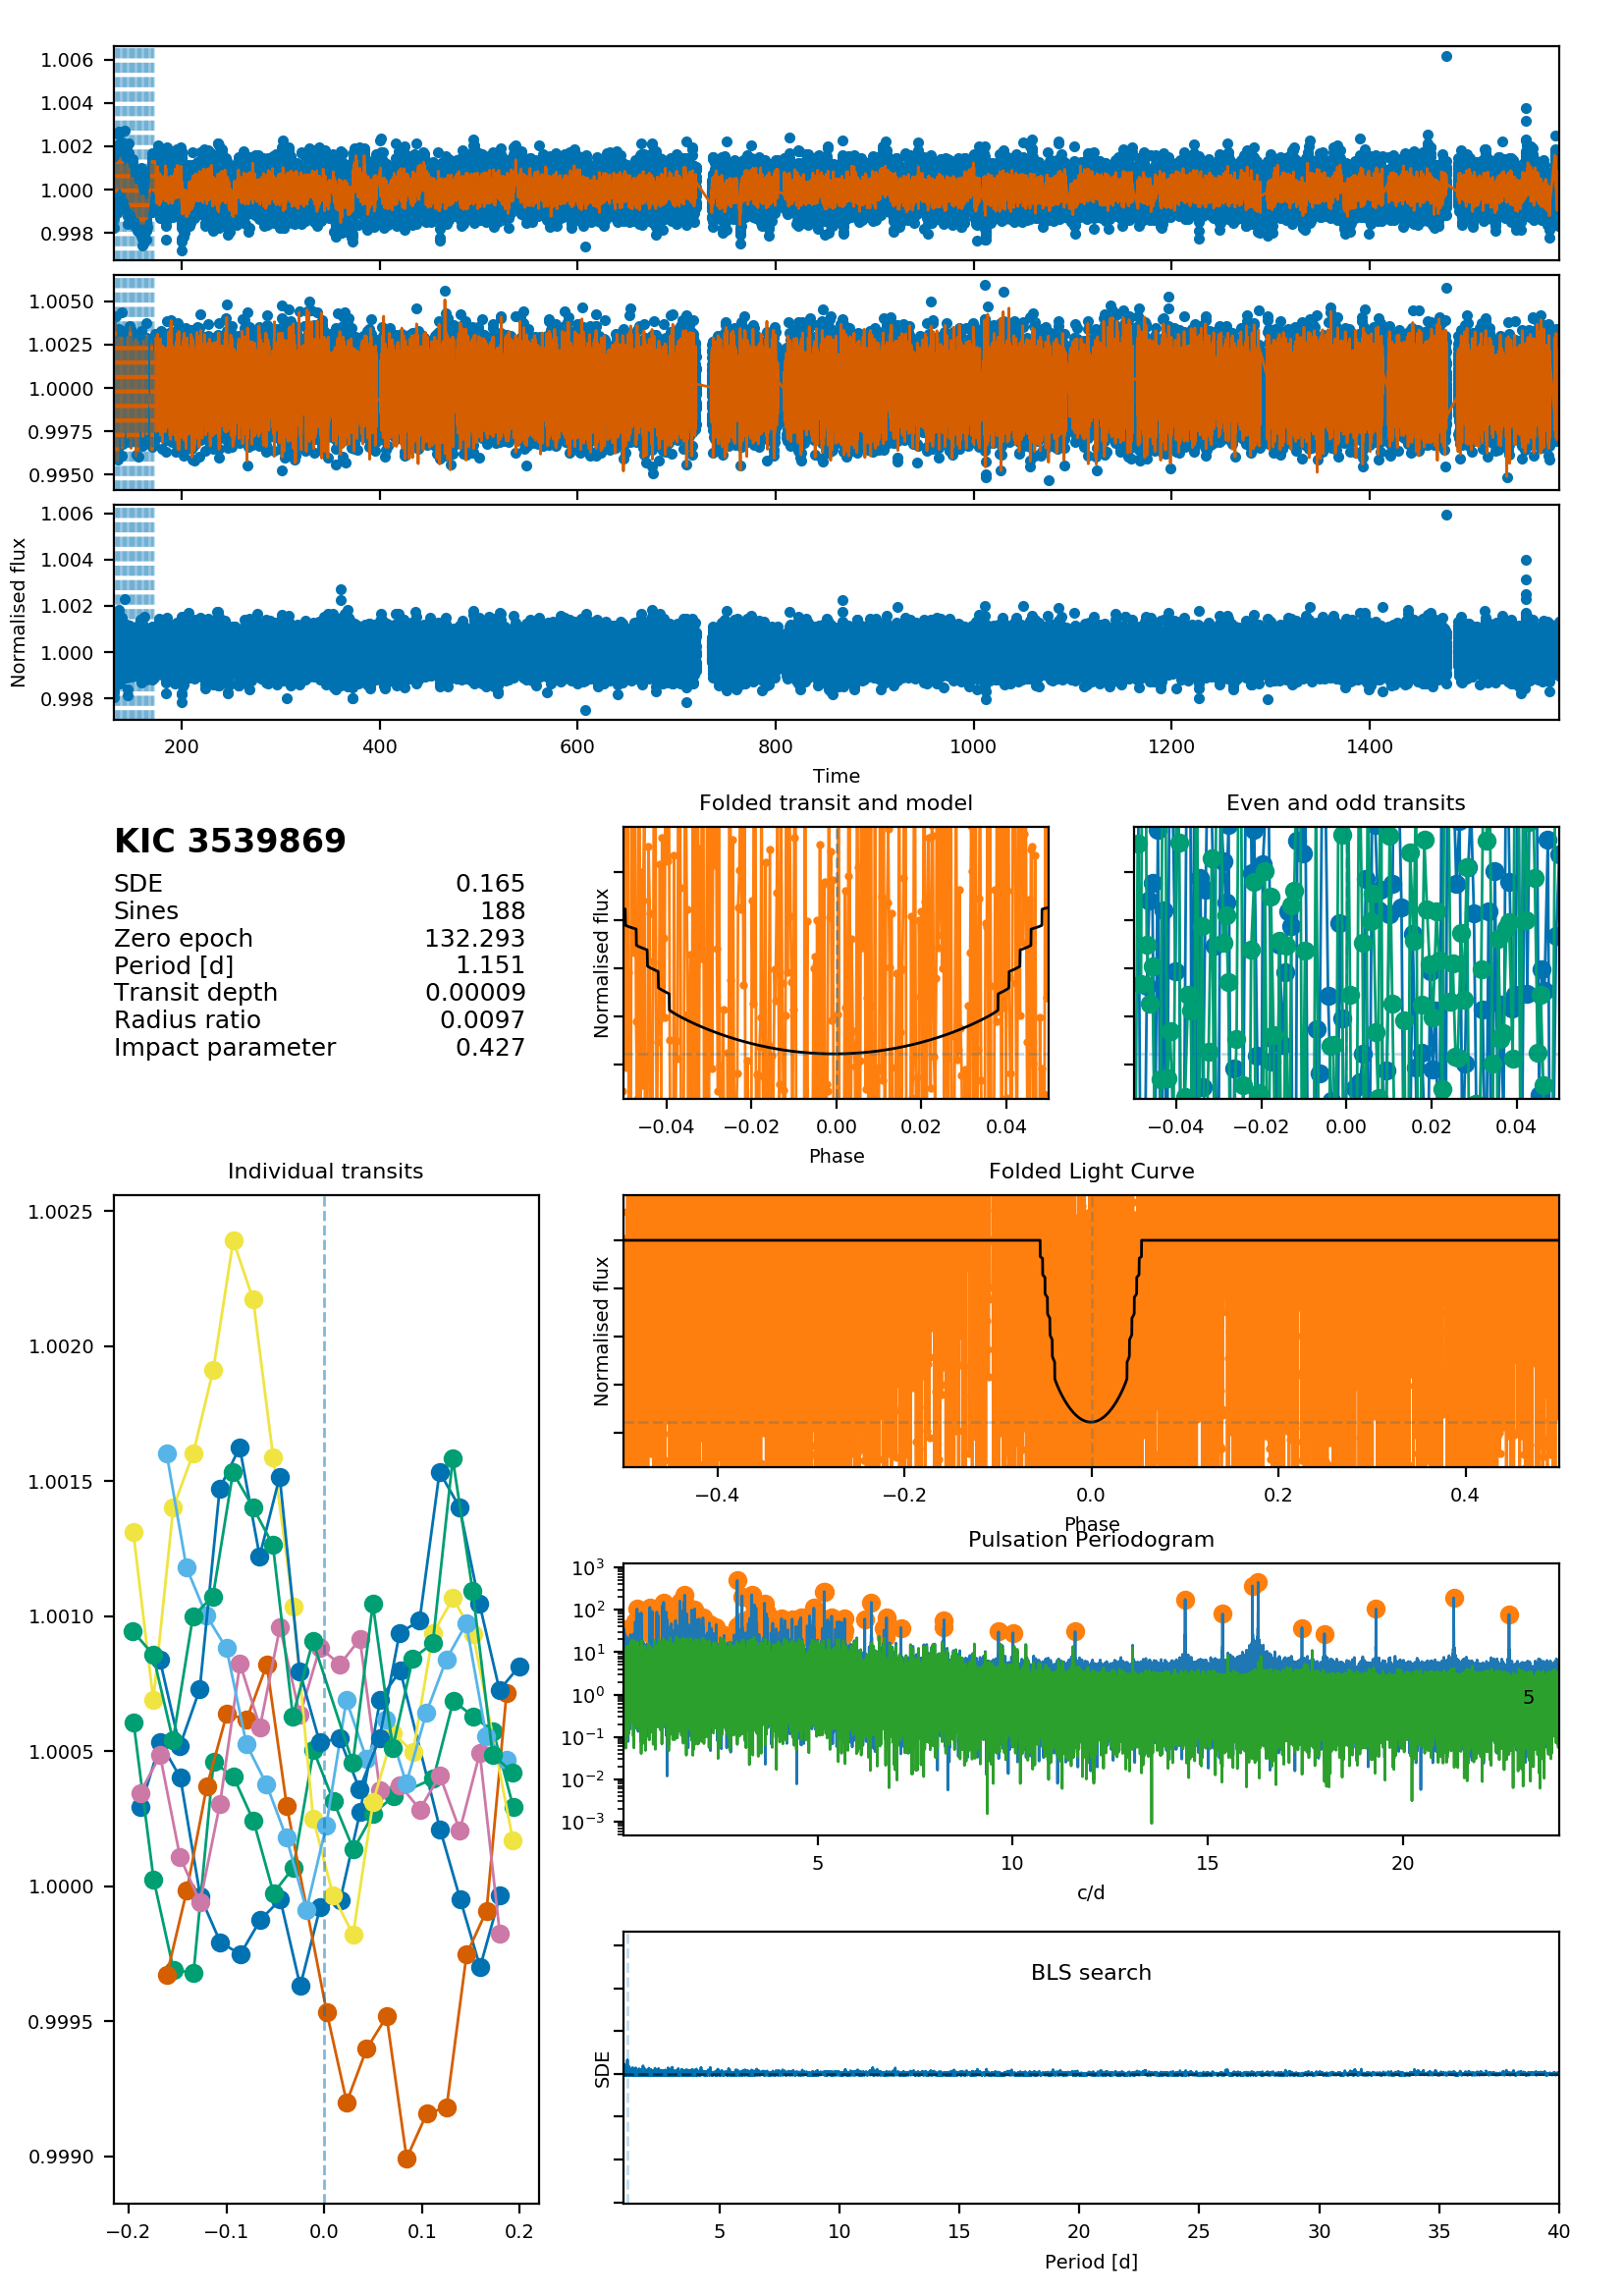 1.006
1.004
1.002
1.000
0.998
1.0050
1.0025
1.0000
0.9975
0.9950
1.006
1.004
1.002
1.000
0.998
Normalised flux
200 400 600 800 1000 1200 1400
Time
KIC 3539869
SDE 0.165
Sines 188
Zero epoch 132.293
Period [d] 1.151
Transit depth 0.00009
Radius ratio 0.0097
Impact parameter 0.427
Folded transit and model
Normalised flux
−0.04 −0.02 0.00 0.02 0.04
Phase
Even and odd transits
−0.04 −0.02 0.00 0.02 0.04
Individual transits
1.0025
1.0020
1.0015
1.0010
1.0005
1.0000
0.9995
0.9990
−0.2 −0.1 0.0 0.1 0.2
Folded Light Curve
Normalised flux
−0.4 −0.2 0.0 0.2 0.4
Phase
Pulsation Periodogram
10³
10²
10¹
10⁰
10⁻¹
10⁻²
10⁻³
5
5 10 15 20
c/d
BLS search
SDE
5 10 15 20 25 30 35 40
Period [d]